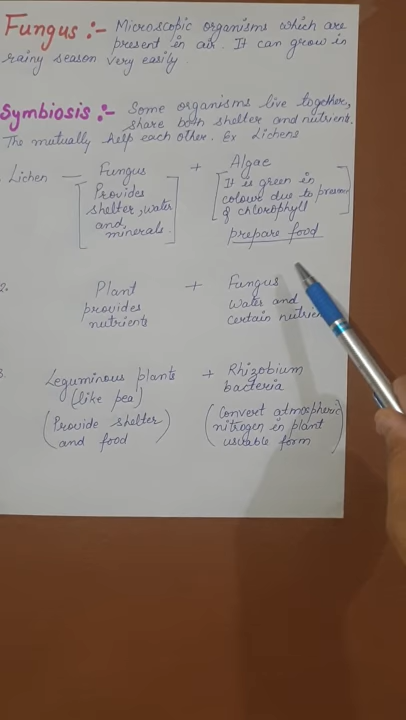 Fungus :- Microscopic organisms which are
present in air. It can grow in
rainy season very easily
Symbiosis :- Some organisms live together,
share both shelter and nutrients.
The mutually help each other. Ex Lichens
Lichen — Fungus + Algae
[Provides shelter, water and, minerals.]
[It is green in colour due to presen of chlorophyll]
prepare food
2. Plant + Fungus
provides water and
nutrients certain nutrien
3. Leguminous plants + Rhizobium
(like pea) bacteria
(Provide shelter and food)
(Convert atmospheric nitrogen in plant usuable form)